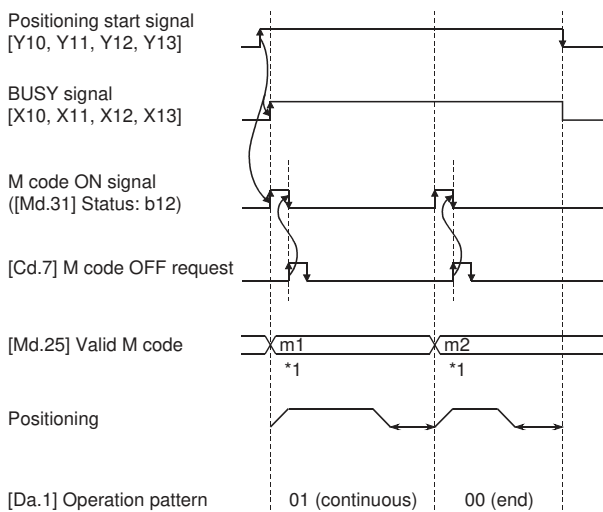 Positioning start signal
[Y10, Y11, Y12, Y13]
BUSY signal
[X10, X11, X12, X13]
M code ON signal
([Md.31] Status: b12)
[Cd.7] M code OFF request
[Md.25] Valid M code
m1
m2
*1
*1
Positioning
[Da.1] Operation pattern
01 (continuous)
00 (end)